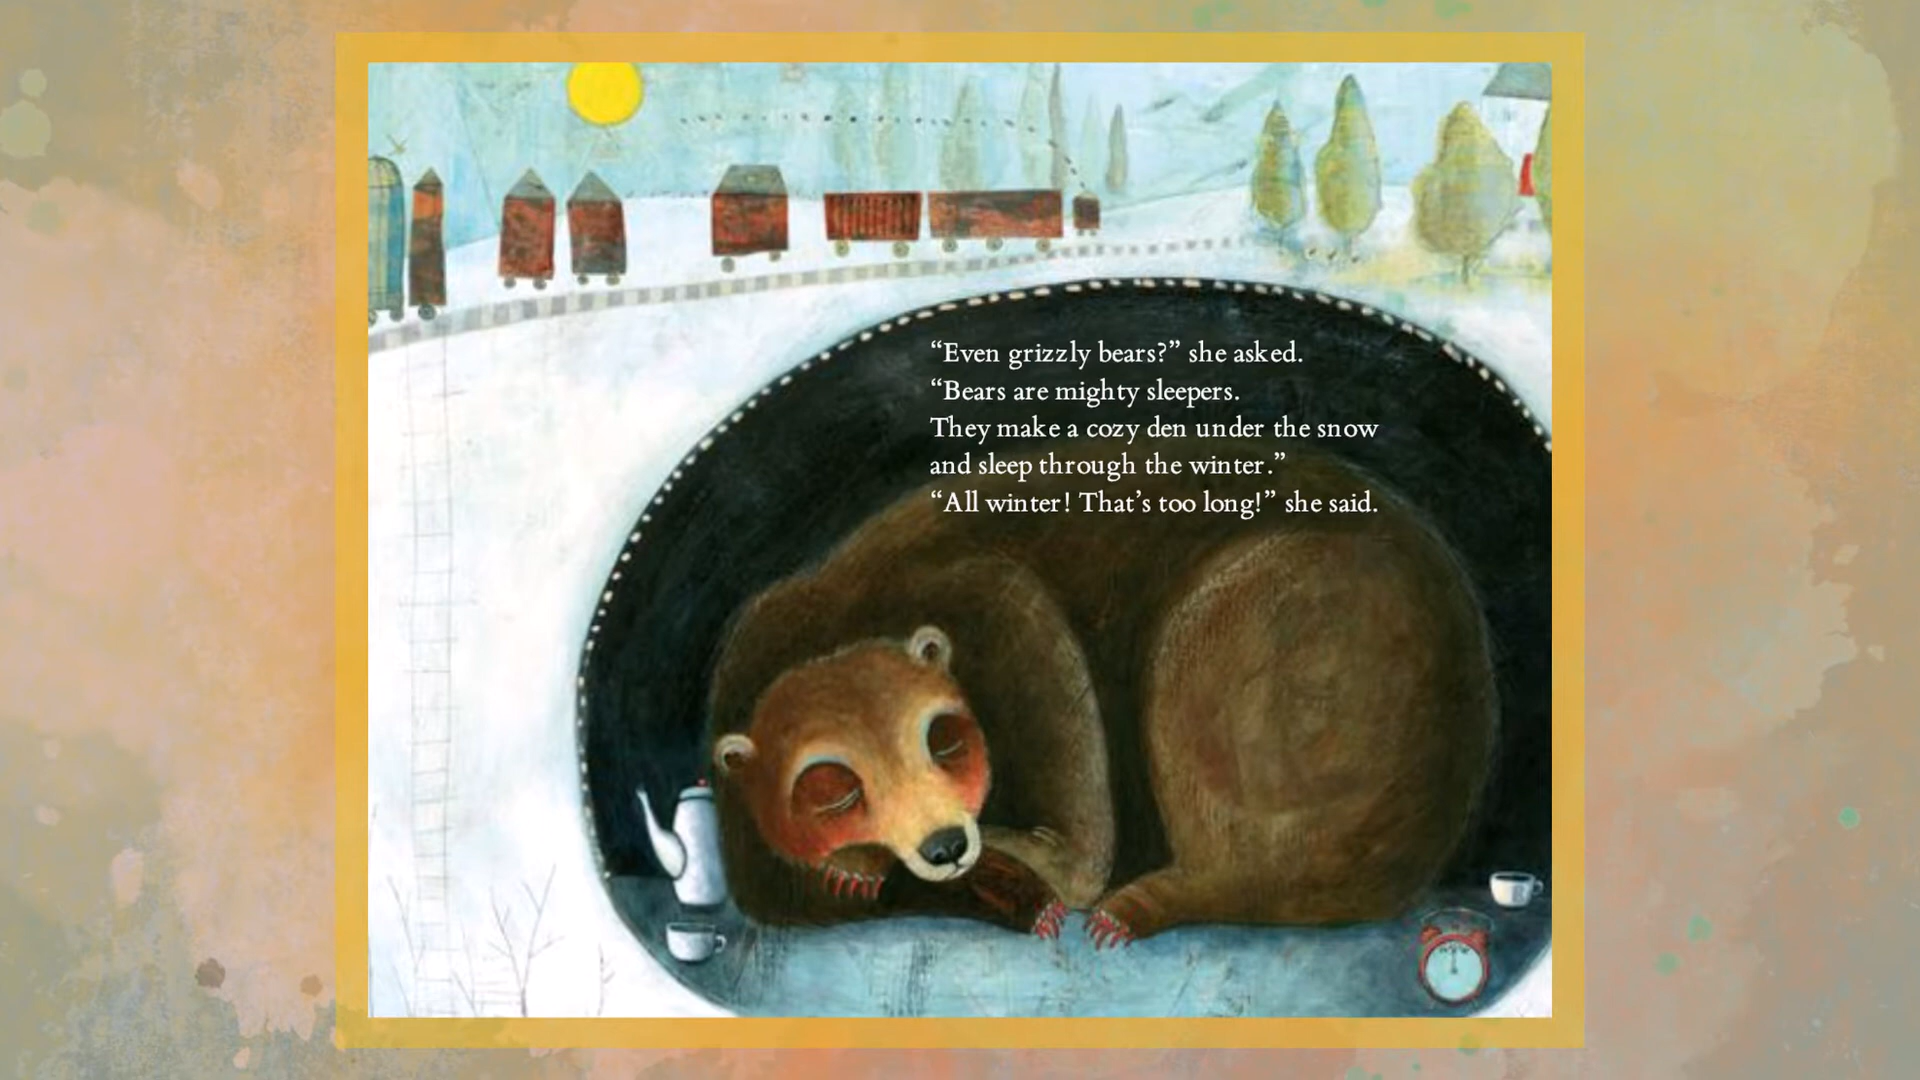 “Even grizzly bears?” she asked.
“Bears are mighty sleepers.
They make a cozy den under the snow
and sleep through the winter.”
“All winter! That’s too long!” she said.